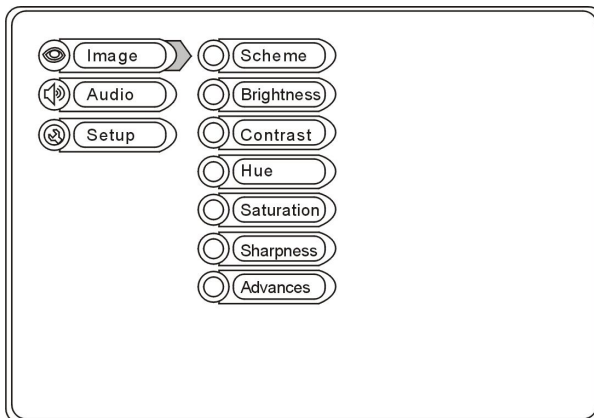 Image
Audio
Setup
Scheme
Brightness
Contrast
Hue
Saturation
Sharpness
Advances